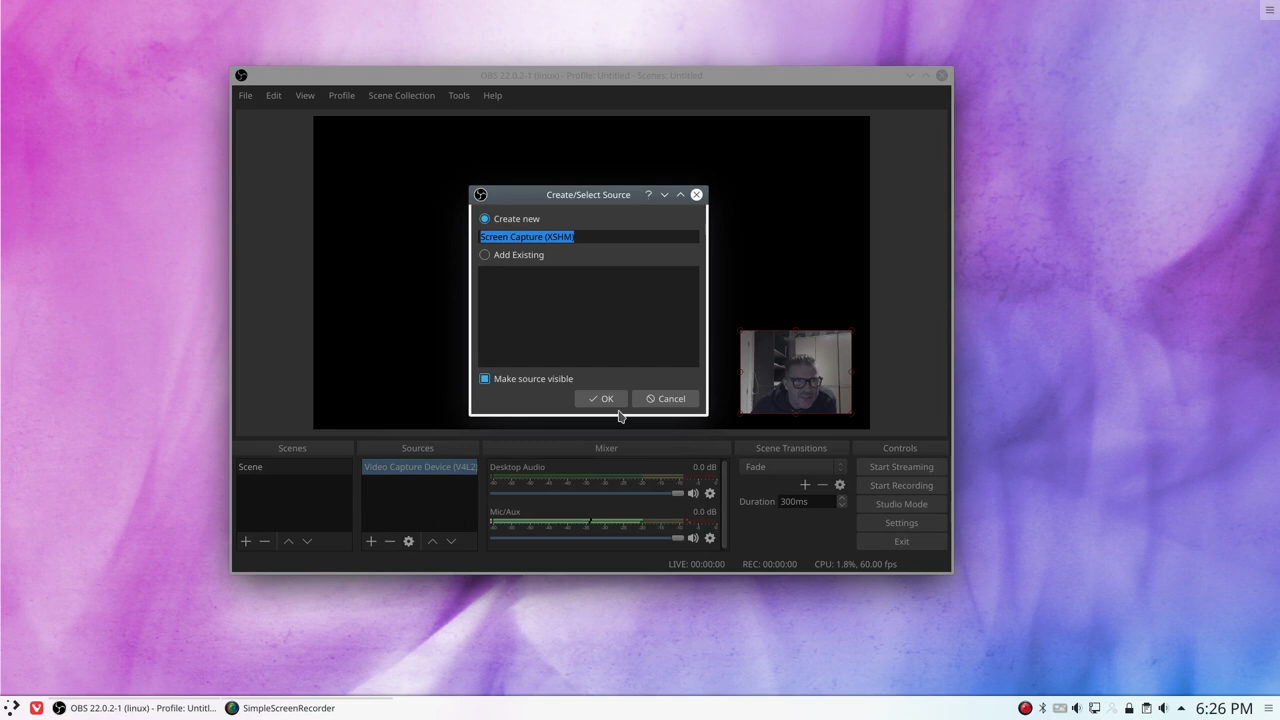 OBS 22.0.2-1 (linux) - Profile: Untitled - Scenes: Untitled
File Edit View Profile Scene Collection Tools Help
Create/Select Source ?
Create new
Screen Capture (XSHM)
Add Existing
Make source visible
OK Cancel
Scenes Sources Mixer Scene Transitions Controls
Scene
Video Capture Device (V4L2)
Desktop Audio 0.0 dB
Mic/Aux 0.0 dB
Fade
Duration 300ms
Start Streaming
Start Recording
Studio Mode
Settings
Exit
LIVE: 00:00:00 REC: 00:00:00 CPU: 1.8%, 60.00 fps
OBS 22.0.2-1 (linux) - Profile: Untitl... SimpleScreenRecorder 6:26 PM